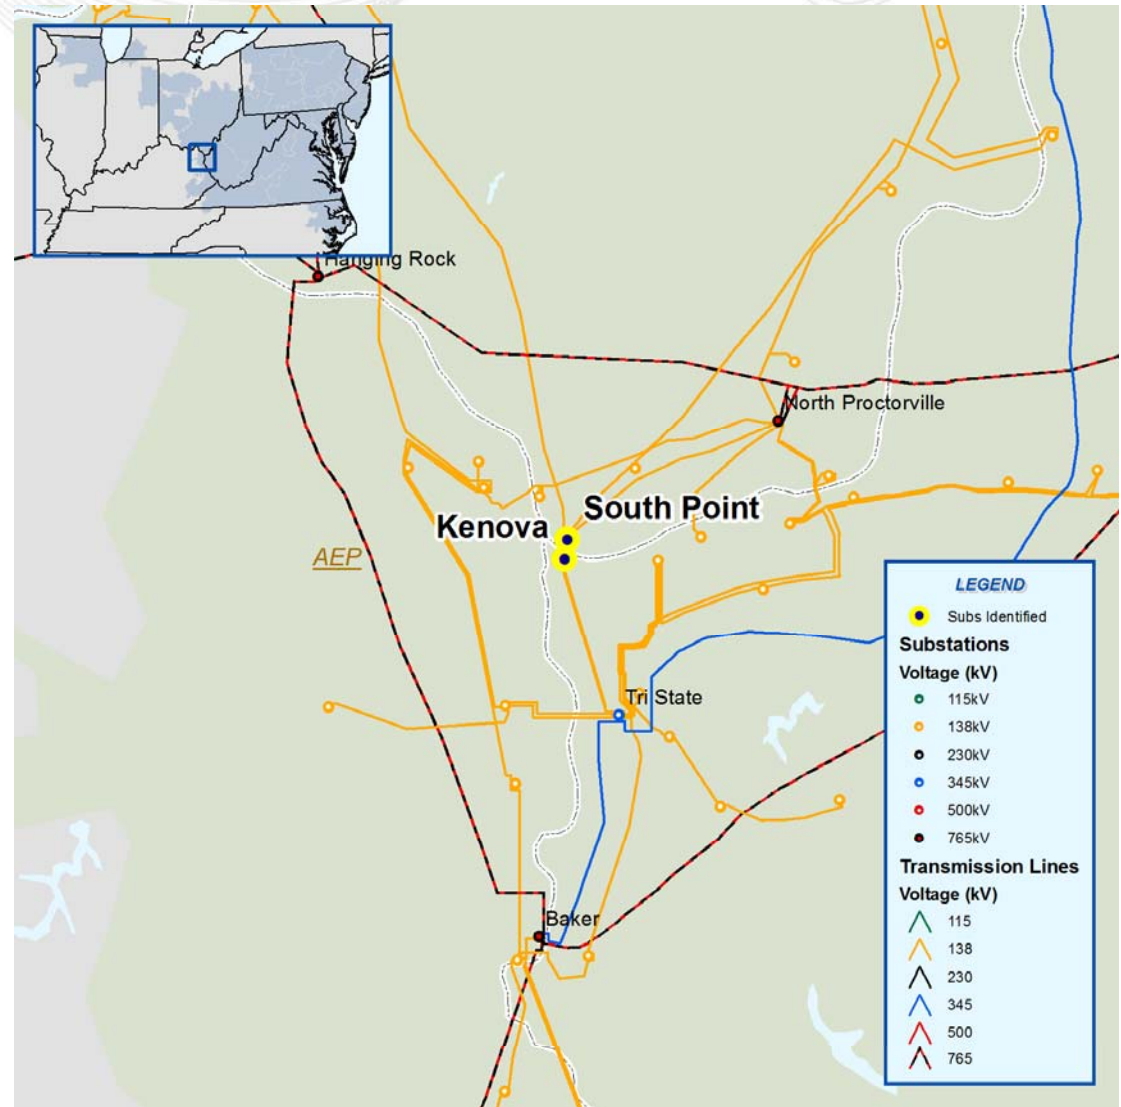 Hanging Rock
North Proctorville
South Point
Kenova
AEP
Tri State
Baker
LEGEND
Subs Identified
Substations
Voltage (kV)
115kV
138kV
230kV
345kV
500kV
765kV
Transmission Lines
Voltage (kV)
115
138
230
345
500
765